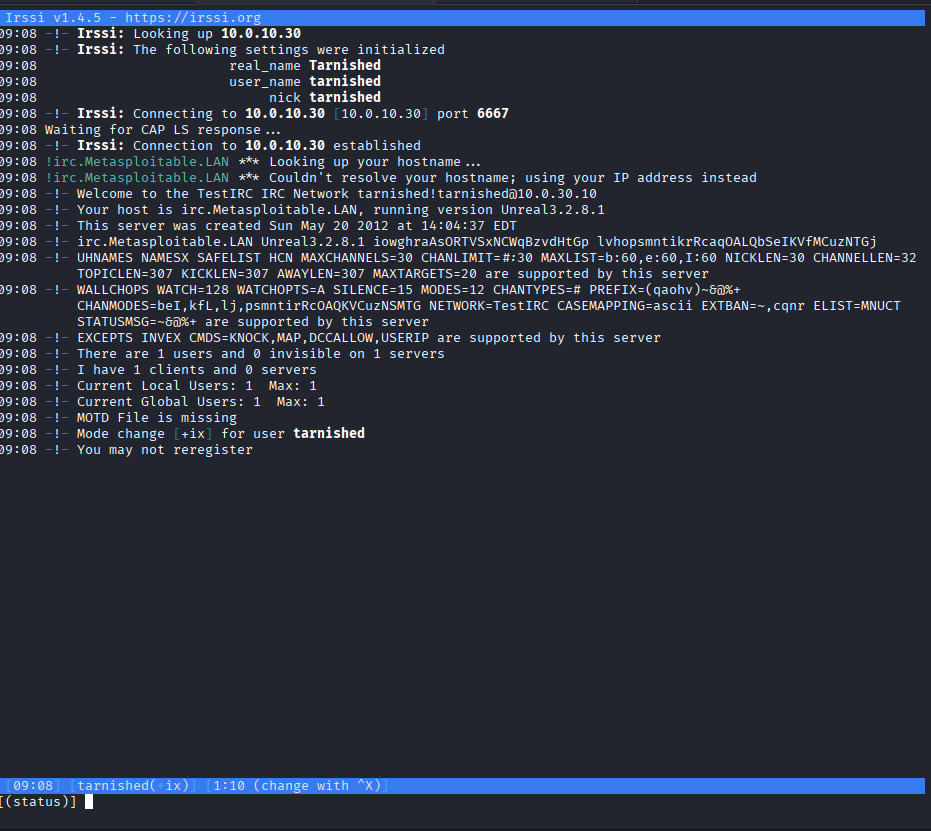 Irssi v1.4.5 - https://irssi.org
09:08 -!- Irssi: Looking up 10.0.10.30
09:08 -!- Irssi: The following settings were initialized
09:08                        real_name Tarnished
09:08                        user_name tarnished
09:08                             nick tarnished
09:08 -!- Irssi: Connecting to 10.0.10.30 [10.0.10.30] port 6667
09:08 Waiting for CAP LS response...
09:08 -!- Irssi: Connection to 10.0.10.30 established
09:08 !irc.Metasploitable.LAN *** Looking up your hostname...
09:08 !irc.Metasploitable.LAN *** Couldn't resolve your hostname; using your IP address instead
09:08 -!- Welcome to the TestIRC IRC Network tarnished!tarnished@10.0.30.10
09:08 -!- Your host is irc.Metasploitable.LAN, running version Unreal3.2.8.1
09:08 -!- This server was created Sun May 20 2012 at 14:04:37 EDT
09:08 -!- irc.Metasploitable.LAN Unreal3.2.8.1 iowghraAsORTVSxNCWqBzvdHtGp lvhopsmntikrRcaqOALQbSeIKVfMCuzNTGj
09:08 -!- UHNAMES NAMESX SAFELIST HCN MAXCHANNELS=30 CHANLIMIT=#:30 MAXLIST=b:60,e:60,I:60 NICKLEN=30 CHANNELLEN=32
TOPICLEN=307 KICKLEN=307 AWAYLEN=307 MAXTARGETS=20 are supported by this server
09:08 -!- WALLCHOPS WATCH=128 WATCHOPTS=A SILENCE=15 MODES=12 CHANTYPES=# PREFIX=(qaohv)~&@%+
CHANMODES=beI,kfL,lj,psmntirRcOAQKVCuzNSMTG NETWORK=TestIRC CASEMAPPING=ascii EXTBAN=~,cqnr ELIST=MNUCT
STATUSMSG=~&@%+ are supported by this server
09:08 -!- EXCEPTS INVEX CMDS=KNOCK,MAP,DCCALLOW,USERIP are supported by this server
09:08 -!- There are 1 users and 0 invisible on 1 servers
09:08 -!- I have 1 clients and 0 servers
09:08 -!- Current Local Users: 1  Max: 1
09:08 -!- Current Global Users: 1  Max: 1
09:08 -!- MOTD File is missing
09:08 -!- Mode change [+ix] for user tarnished
09:08 -!- You may not reregister
[09:08] [tarnished(+ix)] [1:10 (change with ^X)]
[(status)]